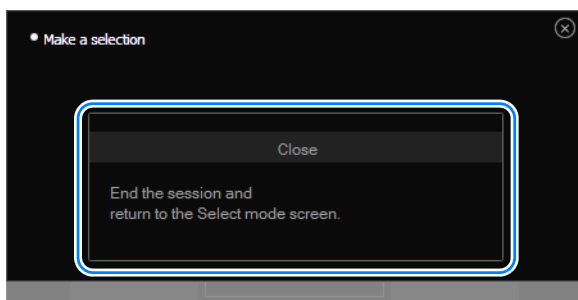 Make a selection
Close
End the session and
return to the Select mode screen.